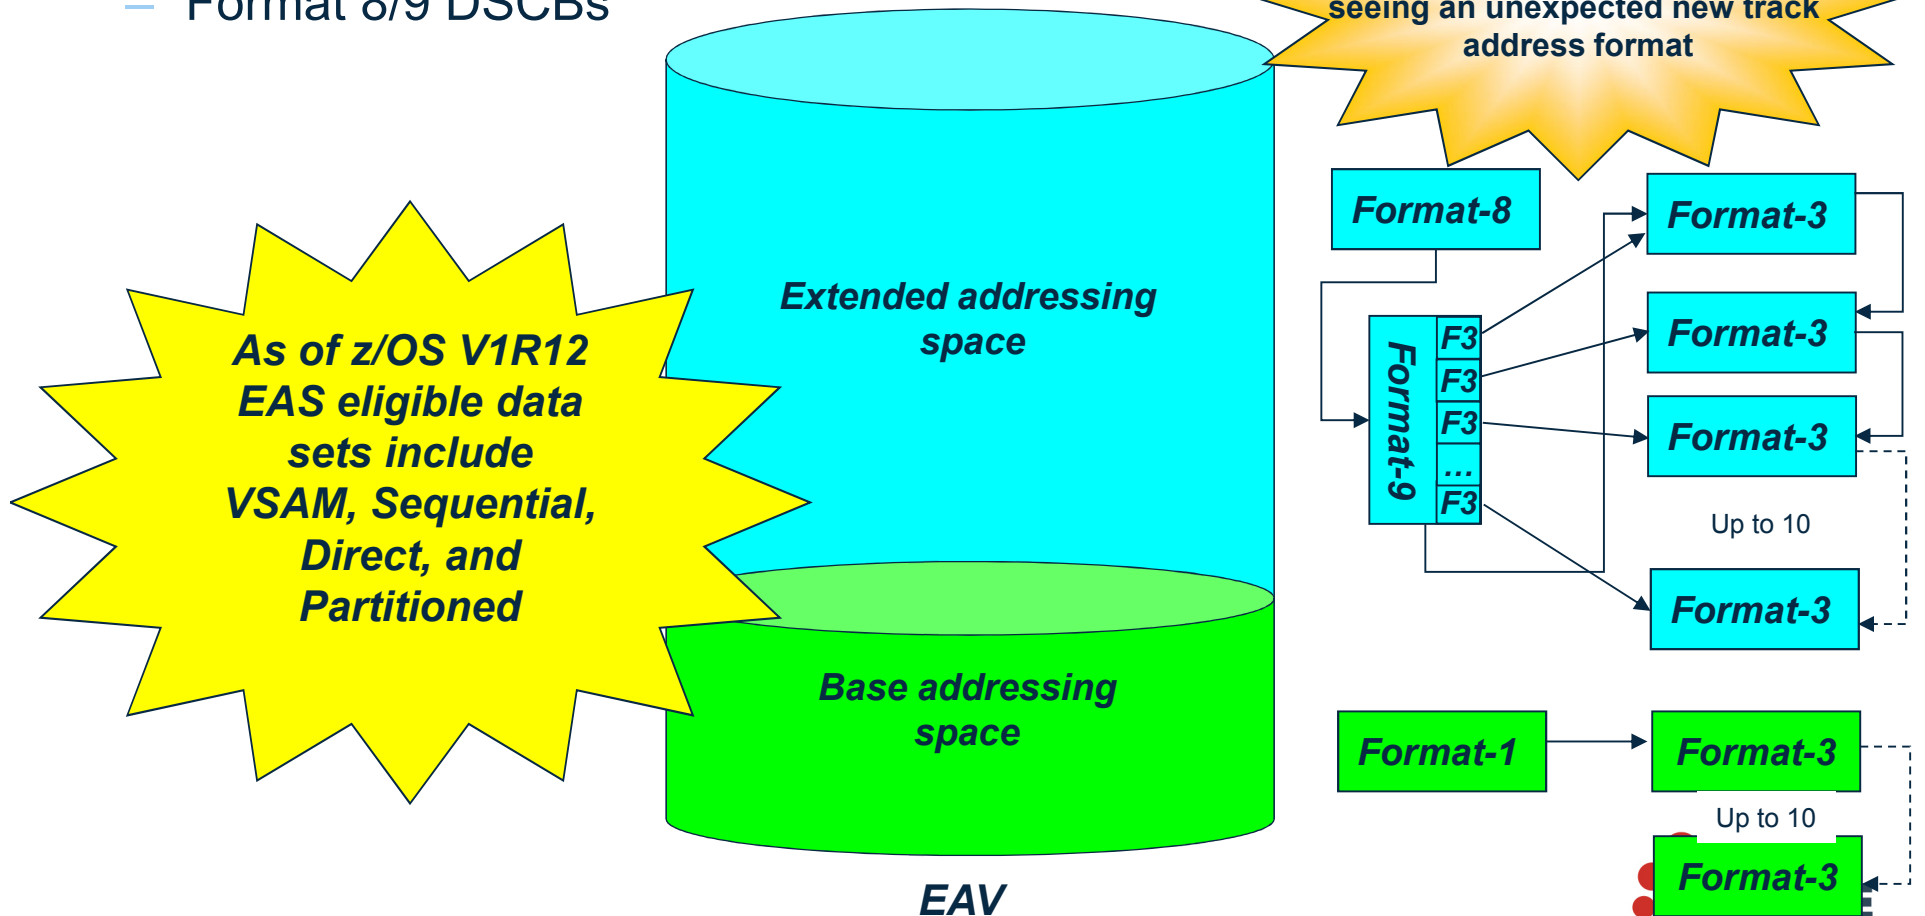 – Format 8/9 DSCBs
seeing an unexpected new track
address format
As of z/OS V1R12
EAS eligible data
sets include
VSAM, Sequential,
Direct, and
Partitioned
Extended addressing
space
Base addressing
space
EAV
Format-8
Format-9
F3
F3
F3
...
F3
Format-3
Format-3
Format-3
Up to 10
Format-3
Format-1
Format-3
Up to 10
Format-3